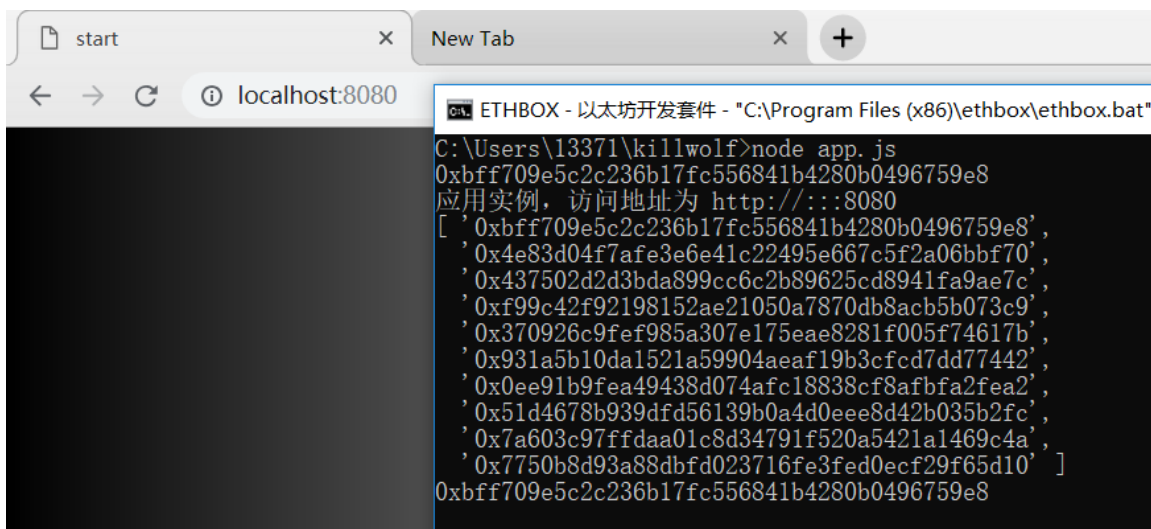 start
New Tab
localhost:8080
ETHBOX - 以太坊开发套件 - "C:\Program Files (x86)\ethbox\ethbox.bat"
C:\Users\13371\killwolf>node app.js
0xbff709e5c2c236b17fc556841b4280b0496759e8
应用实例，访问地址为 http://:::8080
[ '0xbff709e5c2c236b17fc556841b4280b0496759e8',
'0x4e83d04f7afe3e6e41c22495e667c5f2a06bbf70',
'0x437502d2d3bda899cc6c2b89625cd8941fa9ae7c',
'0xf99c42f92198152ae21050a7870db8acb5b073c9',
'0x370926c9fef985a307e175eae8281f005f74617b',
'0x931a5b10da1521a59904aeaf19b3cfcd7dd77442',
'0x0ee91b9fea49438d074afc18838cf8afbfa2fea2',
'0x51d4678b939dfd56139b0a4d0eee8d42b035b2fc',
'0x7a603c97ffdaa01c8d34791f520a5421a1469c4a',
'0x7750b8d93a88dbfd023716fe3fed0ecf29f65d10' ]
0xbff709e5c2c236b17fc556841b4280b0496759e8